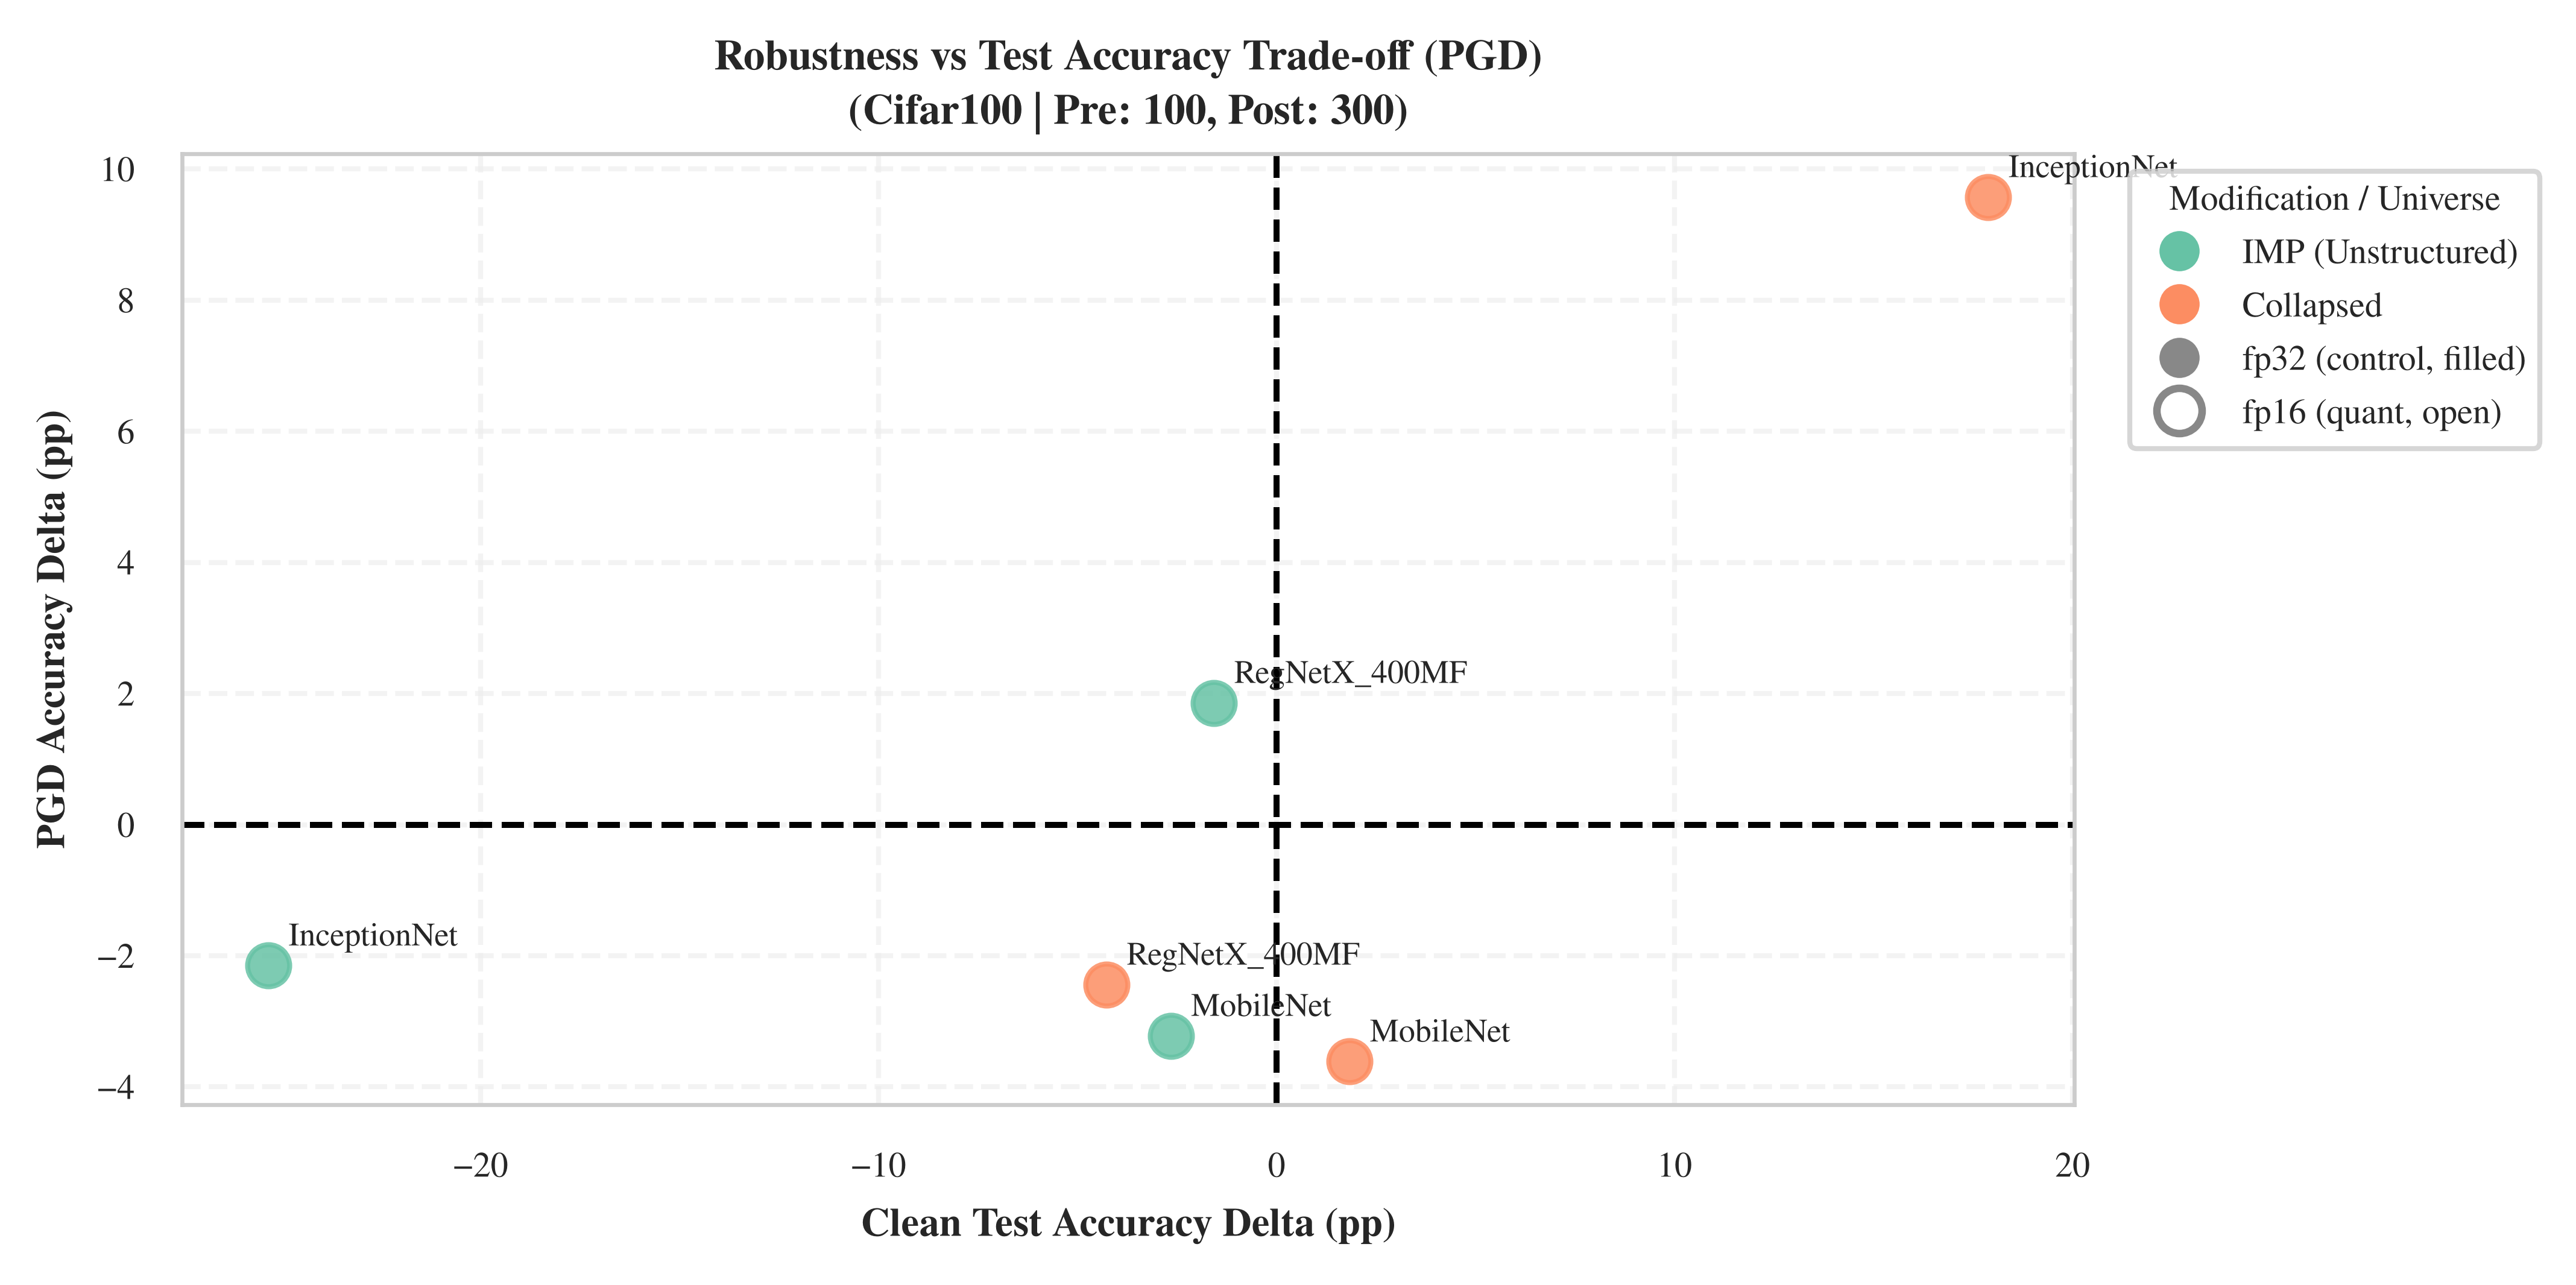 Robustness vs Test Accuracy Trade-off (PGD)
(Cifar100 | Pre: 100, Post: 300)
PGD Accuracy Delta (pp)
10
8
6
4
2
0
−2
−4
InceptionNet
RegNetX_400MF
InceptionNet
RegNetX_400MF
MobileNet
MobileNet
−20
−10
0
10
20
Clean Test Accuracy Delta (pp)
Modification / Universe
IMP (Unstructured)
Collapsed
fp32 (control, filled)
fp16 (quant, open)